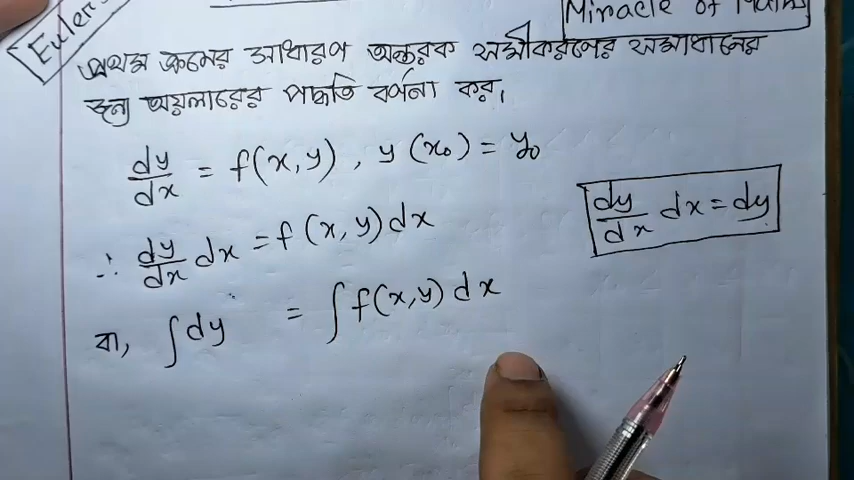 Euler
Miracle of Maths
প্রথম ক্রমের সাধারণ অন্তরক সমীকরণের সমাধানের
জন্য অয়লারের পদ্ধতি বর্ণনা কর।
dy/dx = f(x, y), y(x₀) = y₀
dy/dx dx = dy
∴ dy/dx dx = f(x, y) dx
বা, ∫dy = ∫f(x, y) dx